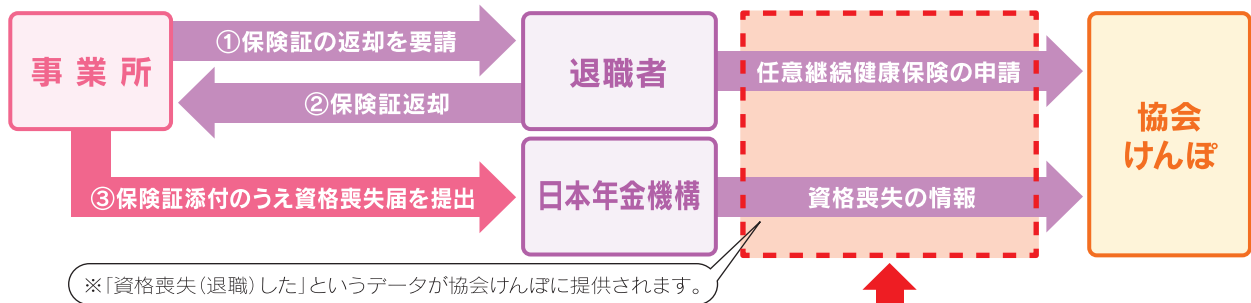 事業所
①保険証の返却を要請
②保険証返却
③保険証添付のうえ資格喪失届を提出
退職者
日本年金機構
任意継続健康保険の申請
資格喪失の情報
協会
けんぽ
※「資格喪失(退職)した」というデータが協会けんぽに提供されます。